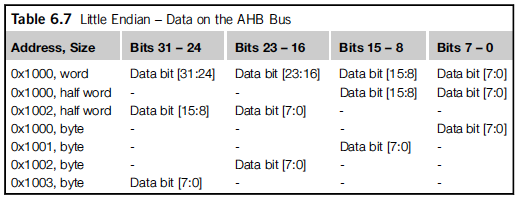 Table 6.7 Little Endian – Data on the AHB Bus
Address, Size Bits 31 – 24 Bits 23 – 16 Bits 15 – 8 Bits 7 – 0
0x1000, word Data bit [31:24] Data bit [23:16] Data bit [15:8] Data bit [7:0]
0x1000, half word - - Data bit [15:8] Data bit [7:0]
0x1002, half word Data bit [15:8] Data bit [7:0] - -
0x1000, byte - - - Data bit [7:0]
0x1001, byte - - Data bit [7:0] -
0x1002, byte - Data bit [7:0] - -
0x1003, byte Data bit [7:0] - - -